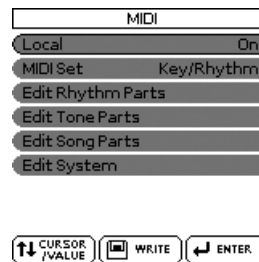 MIDI
Local On
MIDI Set Key/Rhythm
Edit Rhythm Parts
Edit Tone Parts
Edit Song Parts
Edit System
CURSOR /VALUE WRITE ENTER